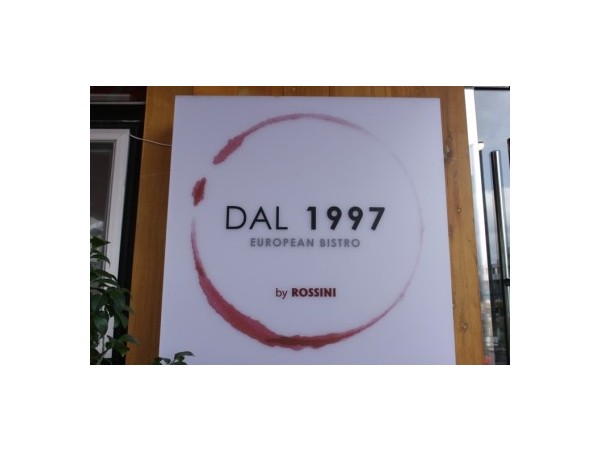 DAL 1997
EUROPEAN BISTRO
by ROSSINI